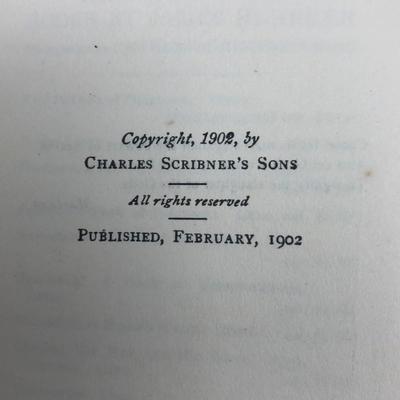 Copyright, 1902, by
CHARLES SCRIBNER'S SONS
All rights reserved
PUBLISHED, FEBRUARY, 1902